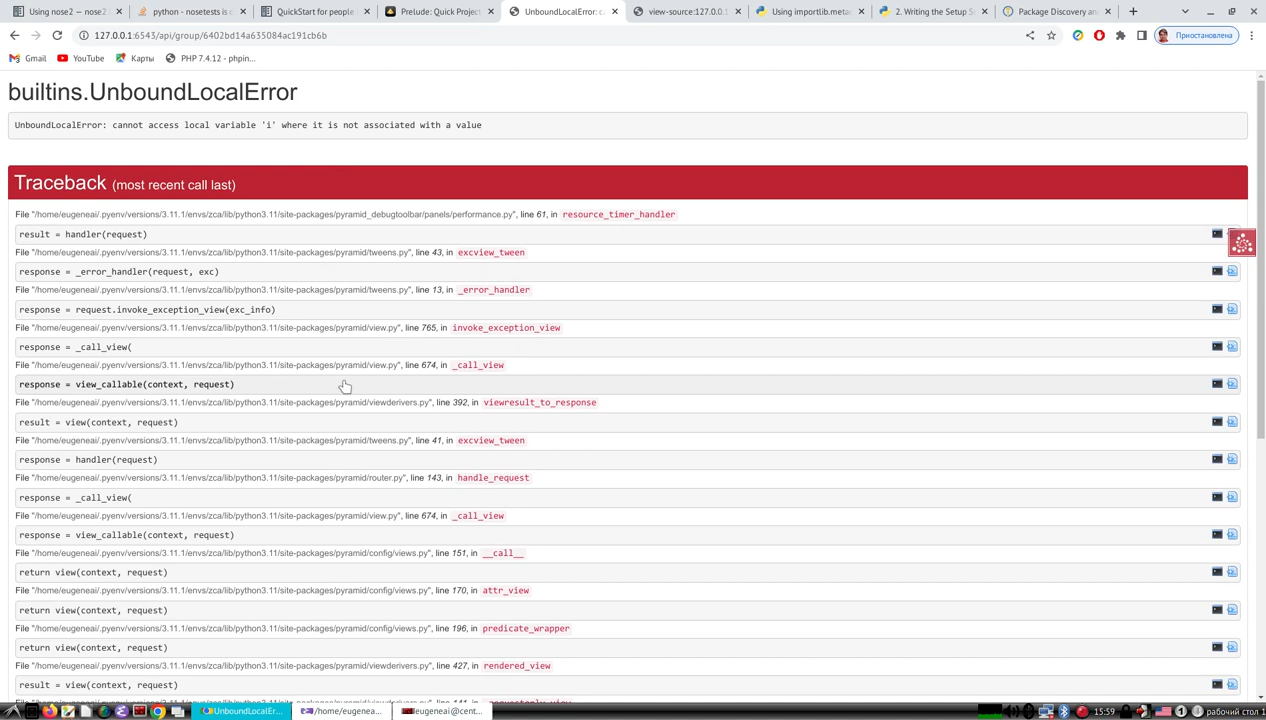 Using nose2 — nose2
python - nosetests is
QuickStart for people
Prelude: Quick Project
UnboundLocalError: c
view-source:127.0.0.1
Using importlib.meta
2. Writing the Setup S
Package Discovery an
127.0.0.1:6543/api/group/6402bd14a635084ac191cb6b
Приостановлена
Gmail
YouTube
Карты
PHP 7.4.12 - phpin...
builtins.UnboundLocalError
UnboundLocalError: cannot access local variable 'i' where it is not associated with a value
Traceback (most recent call last)
File "/home/eugeneai/.pyenv/versions/3.11.1/envs/zca/lib/python3.11/site-packages/pyramid_debugtoolbar/panels/performance.py", line 61, in resource_timer_handler
result = handler(request)
File "/home/eugeneai/.pyenv/versions/3.11.1/envs/zca/lib/python3.11/site-packages/pyramid/tweens.py", line 43, in excview_tween
response = _error_handler(request, exc)
File "/home/eugeneai/.pyenv/versions/3.11.1/envs/zca/lib/python3.11/site-packages/pyramid/tweens.py", line 13, in _error_handler
response = request.invoke_exception_view(exc_info)
File "/home/eugeneai/.pyenv/versions/3.11.1/envs/zca/lib/python3.11/site-packages/pyramid/view.py", line 765, in invoke_exception_view
response = _call_view(
File "/home/eugeneai/.pyenv/versions/3.11.1/envs/zca/lib/python3.11/site-packages/pyramid/view.py", line 674, in _call_view
response = view_callable(context, request)
File "/home/eugeneai/.pyenv/versions/3.11.1/envs/zca/lib/python3.11/site-packages/pyramid/viewderivers.py", line 392, in viewresult_to_response
result = view(context, request)
File "/home/eugeneai/.pyenv/versions/3.11.1/envs/zca/lib/python3.11/site-packages/pyramid/tweens.py", line 41, in excview_tween
response = handler(request)
File "/home/eugeneai/.pyenv/versions/3.11.1/envs/zca/lib/python3.11/site-packages/pyramid/router.py", line 143, in handle_request
response = _call_view(
File "/home/eugeneai/.pyenv/versions/3.11.1/envs/zca/lib/python3.11/site-packages/pyramid/view.py", line 674, in _call_view
response = view_callable(context, request)
File "/home/eugeneai/.pyenv/versions/3.11.1/envs/zca/lib/python3.11/site-packages/pyramid/config/views.py", line 151, in __call__
return view(context, request)
File "/home/eugeneai/.pyenv/versions/3.11.1/envs/zca/lib/python3.11/site-packages/pyramid/config/views.py", line 170, in attr_view
return view(context, request)
File "/home/eugeneai/.pyenv/versions/3.11.1/envs/zca/lib/python3.11/site-packages/pyramid/config/views.py", line 196, in predicate_wrapper
return view(context, request)
File "/home/eugeneai/.pyenv/versions/3.11.1/envs/zca/lib/python3.11/site-packages/pyramid/viewderivers.py", line 427, in rendered_view
result = view(context, request)
UnboundLocalEr...
/home/eugenea...
eugeneai@cent...
15:59
рабочий стол 1